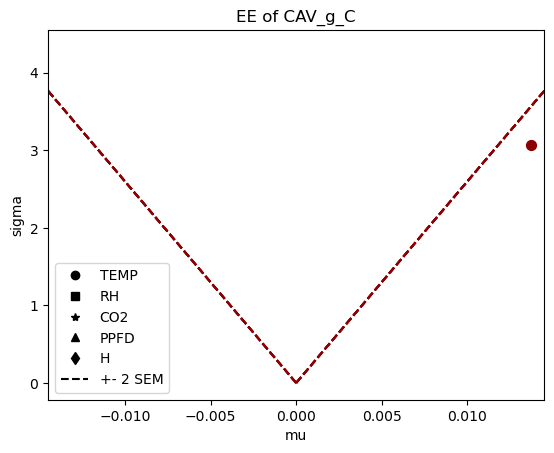 EE of CAV_g_C
4
3
2
1
0
sigma
TEMP
RH
CO2
PPFD
H
+- 2 SEM
−0.010
−0.005
0.000
0.005
0.010
mu